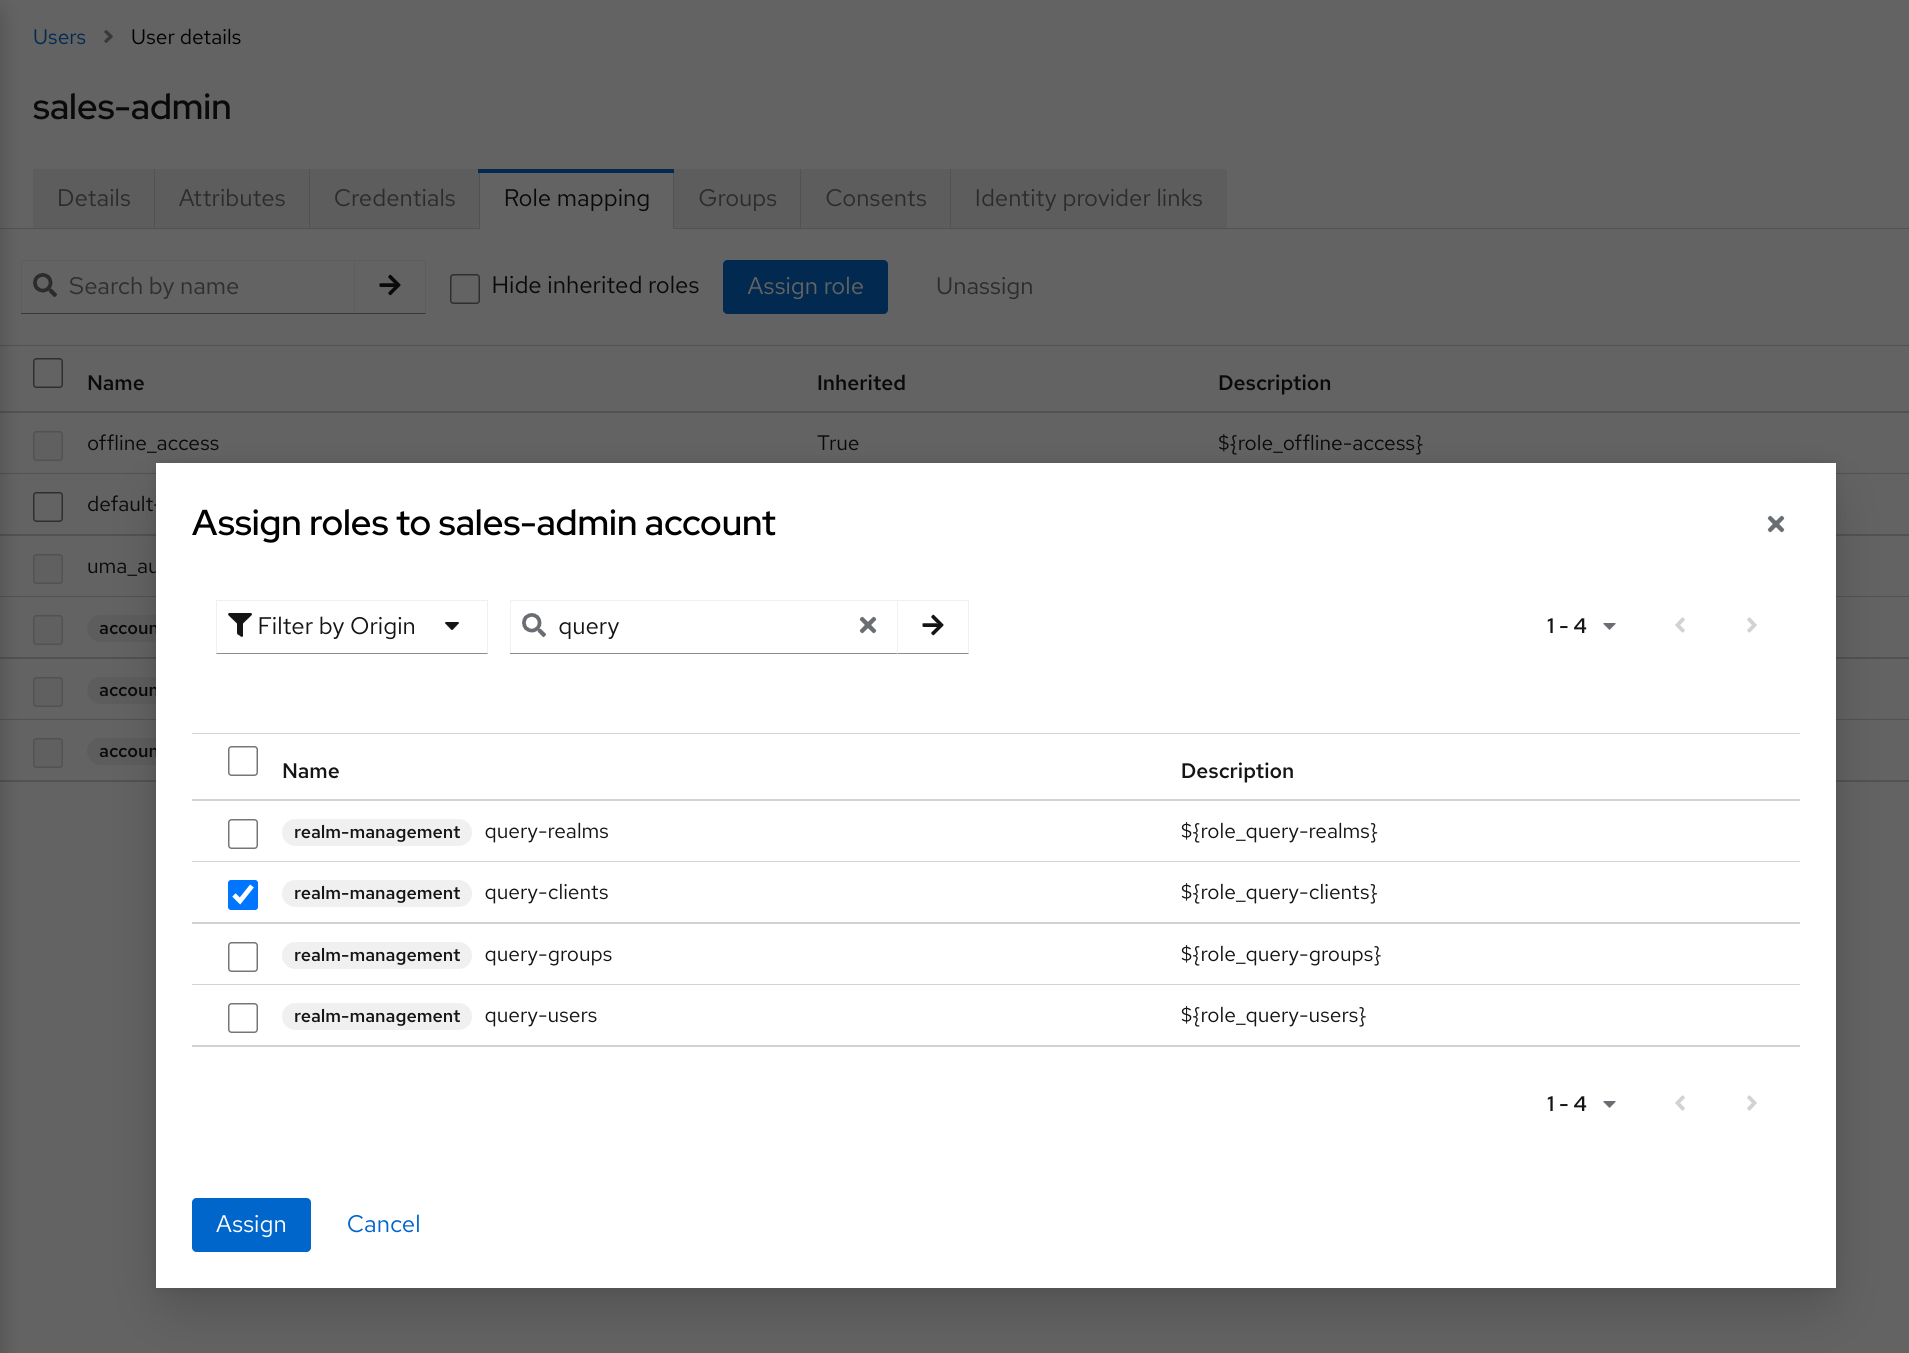 Users > User details
sales-admin
Details Attributes Credentials Role mapping Groups Consents Identity provider links
Search by name Hide inherited roles Assign role Unassign
Name Inherited Description
offline_access True ${role_offline-access}
default-
uma_au
accoun
accoun
accoun
Assign roles to sales-admin account
Filter by Origin query 1 - 4
Name Description
realm-management query-realms ${role_query-realms}
realm-management query-clients ${role_query-clients}
realm-management query-groups ${role_query-groups}
realm-management query-users ${role_query-users}
1 - 4
Assign Cancel